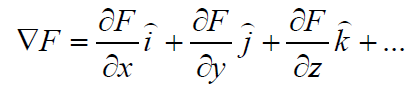 ∇F = ∂F/∂x î + ∂F/∂y ĵ + ∂F/∂z k̂ + ...